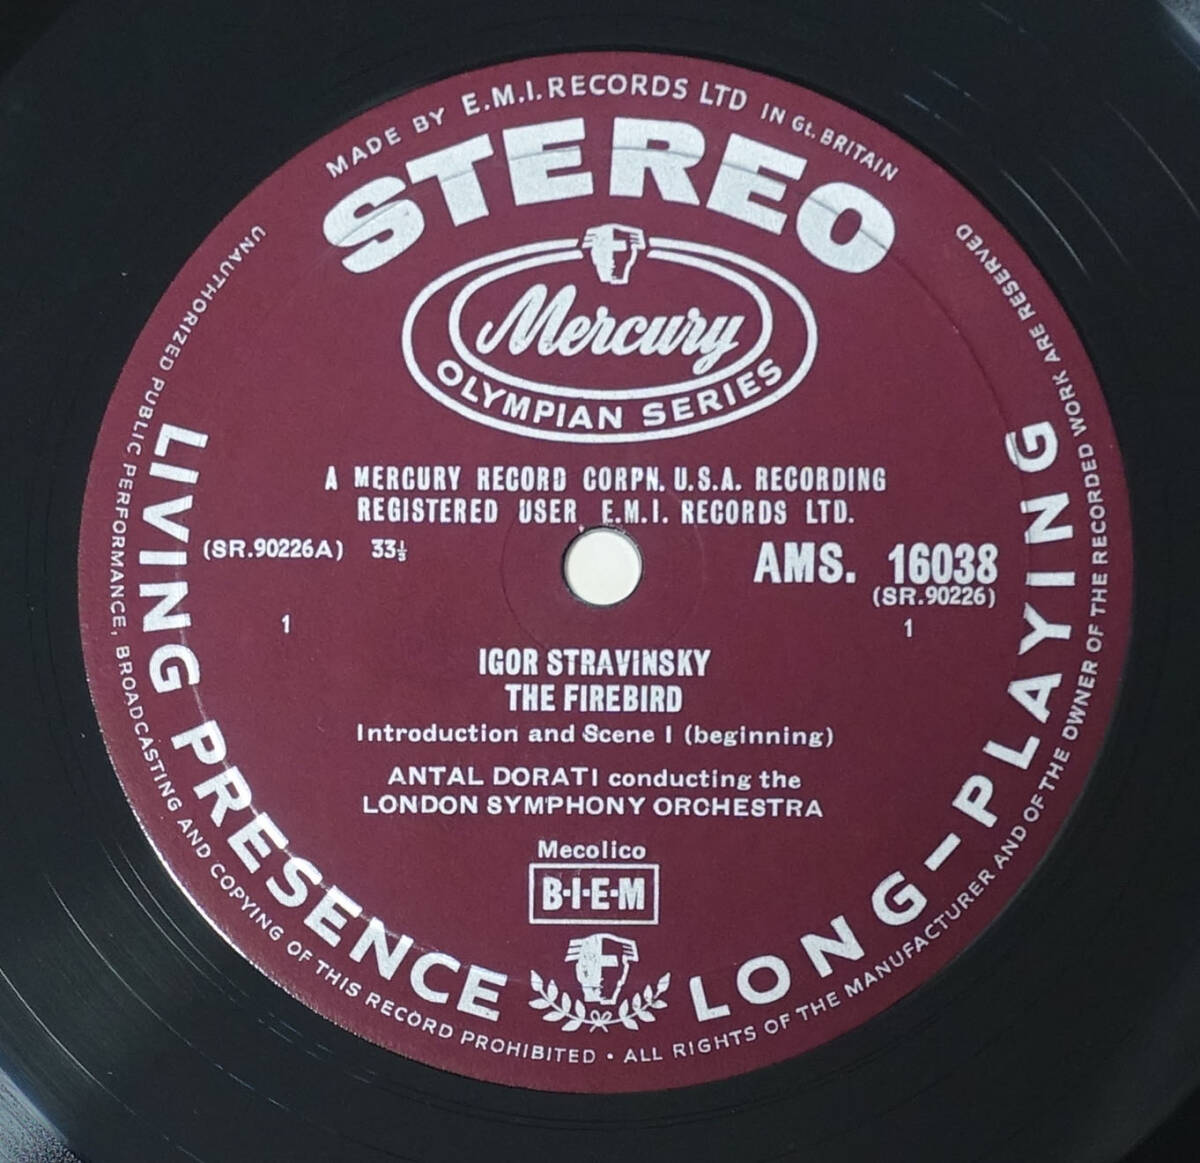 MADE BY E.M.I. RECORDS LTD IN Gt. BRITAIN
STEREO
Mercury
OLYMPIAN SERIES
A MERCURY RECORD CORPN. U.S.A. RECORDING
REGISTERED USER E.M.I. RECORDS LTD.
(SR.90226A) 33⅓
AMS. 16038
(SR.90226)
1
1
IGOR STRAVINSKY
THE FIREBIRD
Introduction and Scene I (beginning)
ANTAL DORATI conducting the
LONDON SYMPHONY ORCHESTRA
Mecolico
B·I·E·M
LIVING PRESENCE
LONG-PLAYING
UNAUTHORIZED PUBLIC PERFORMANCE, BROADCASTING AND COPYING OF THIS RECORD PROHIBITED • ALL RIGHTS OF THE MANUFACTURER AND OF THE OWNER OF THE RECORDED WORK ARE RESERVED